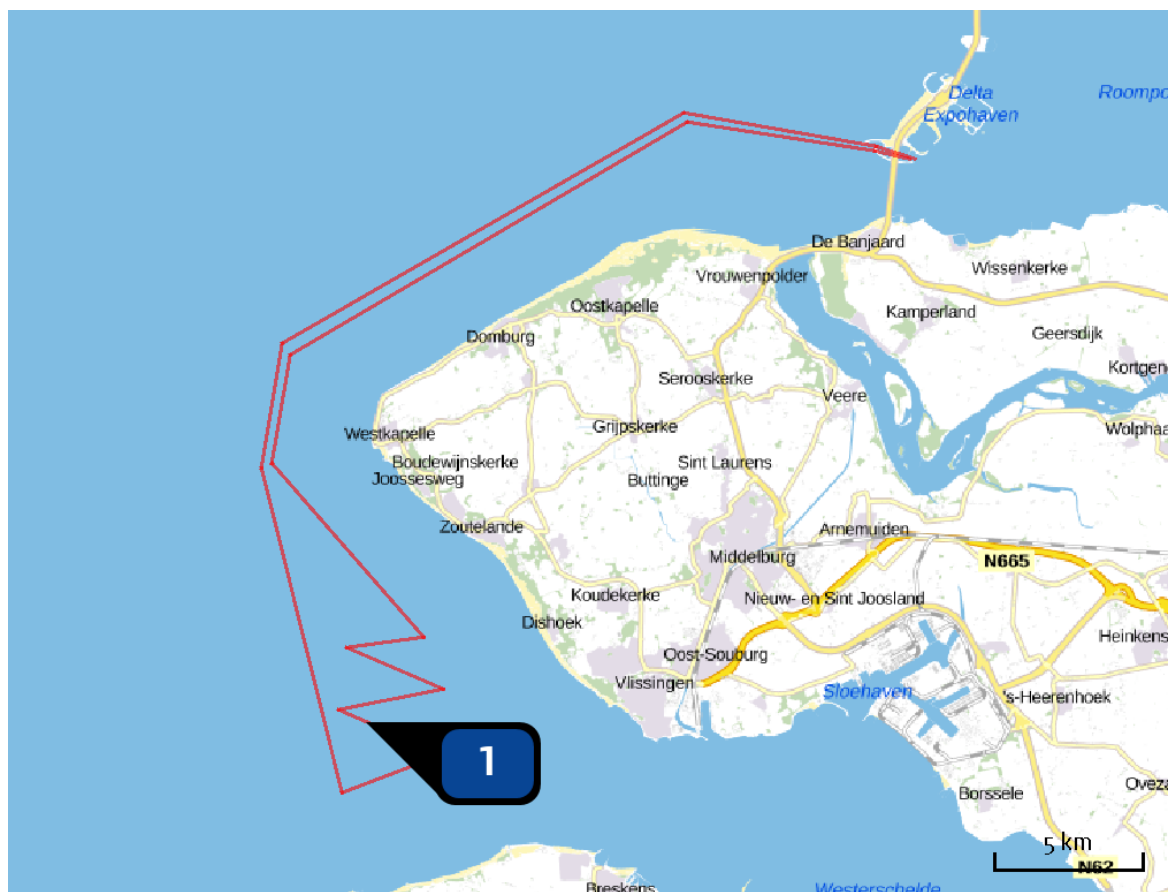 Delta
Expohaven
Roompo
De Banjaard
Wissenkerke
Vrouwenpolder
Oostkapelle
Kamperland
Geersdijk
Domburg
Serooskerke
Kortgen
Veere
Westkapelle
Grijpskerke
Wolphaa
Boudewijnskerke
Sint Laurens
Joossesweg
Buttinge
Zoutelande
Arnemuiden
Middelburg
N665
Koudekerke
Nieuw- en Sint Joosland
Dishoek
Heinkens
Oost-Souburg
Vlissingen
Sloehaven
's-Heerenhoek
1
Borssele
Oveza
5 km
N62
Breskens
Westerschelde